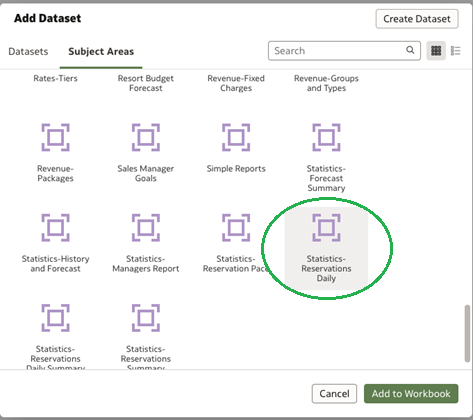 Add Dataset
Create Dataset
Datasets
Subject Areas
Search
Rates-Tiers
Resort Budget
Forecast
Revenue-Fixed
Charges
Revenue-Groups
and Types
Revenue-
Packages
Sales Manager
Goals
Simple Reports
Statistics-
Forecast
Summary
Statistics-History
and Forecast
Statistics-
Managers Report
Statistics-
Reservation Pace
Statistics-
Reservations
Daily
Statistics-
Reservations
Daily Summary
Statistics-
Reservations
Summary
Cancel
Add to Workbook